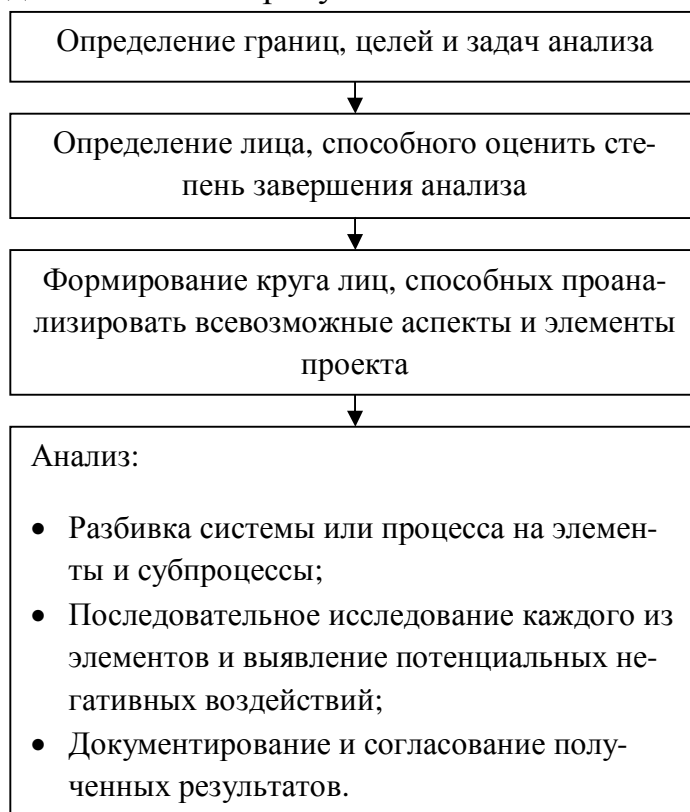 Определение границ, целей и задач анализа
Определение лица, способного оценить сте-
пень завершения анализа
Формирование круга лиц, способных проана-
лизировать всевозможные аспекты и элементы
проекта
Анализ:
• Разбивка системы или процесса на элемен-
ты и субпроцессы;
• Последовательное исследование каждого из
элементов и выявление потенциальных не-
гативных воздействий;
• Документирование и согласование полу-
ченных результатов.